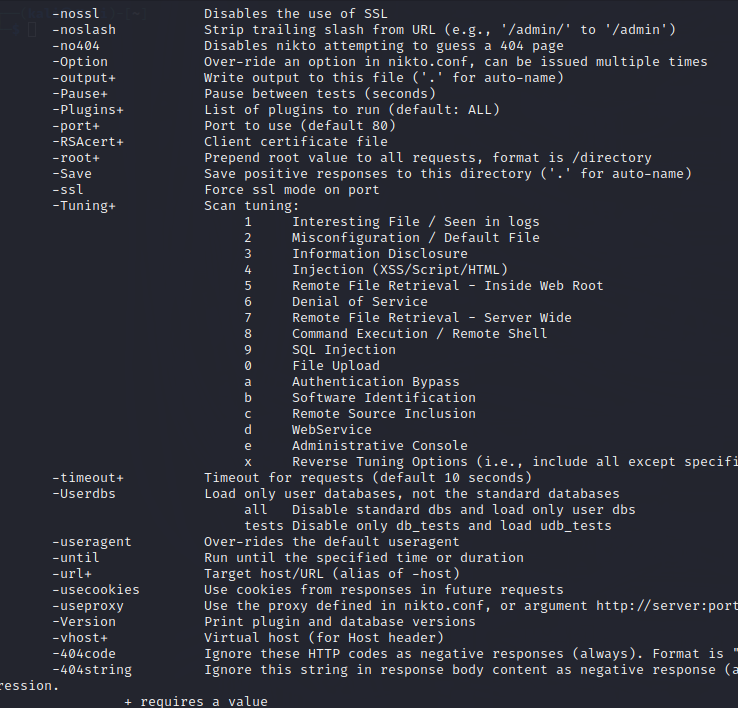 -nossl Disables the use of SSL
-noslash Strip trailing slash from URL (e.g., '/admin/' to '/admin')
-no404 Disables nikto attempting to guess a 404 page
-Option Over-ride an option in nikto.conf, can be issued multiple times
-output+ Write output to this file ('.' for auto-name)
-Pause+ Pause between tests (seconds)
-Plugins+ List of plugins to run (default: ALL)
-port+ Port to use (default 80)
-RSAcert+ Client certificate file
-root+ Prepend root value to all requests, format is /directory
-Save Save positive responses to this directory ('.' for auto-name)
-ssl Force ssl mode on port
-Tuning+ Scan tuning:
1 Interesting File / Seen in logs
2 Misconfiguration / Default File
3 Information Disclosure
4 Injection (XSS/Script/HTML)
5 Remote File Retrieval - Inside Web Root
6 Denial of Service
7 Remote File Retrieval - Server Wide
8 Command Execution / Remote Shell
9 SQL Injection
0 File Upload
a Authentication Bypass
b Software Identification
c Remote Source Inclusion
d WebService
e Administrative Console
x Reverse Tuning Options (i.e., include all except specifi
-timeout+ Timeout for requests (default 10 seconds)
-Userdbs Load only user databases, not the standard databases
all Disable standard dbs and load only user dbs
tests Disable only db_tests and load udb_tests
-useragent Over-rides the default useragent
-until Run until the specified time or duration
-url+ Target host/URL (alias of -host)
-usecookies Use cookies from responses in future requests
-useproxy Use the proxy defined in nikto.conf, or argument http://server:port
-Version Print plugin and database versions
-vhost+ Virtual host (for Host header)
-404code Ignore these HTTP codes as negative responses (always). Format is "
-404string Ignore this string in response body content as negative response (a
ression.
+ requires a value